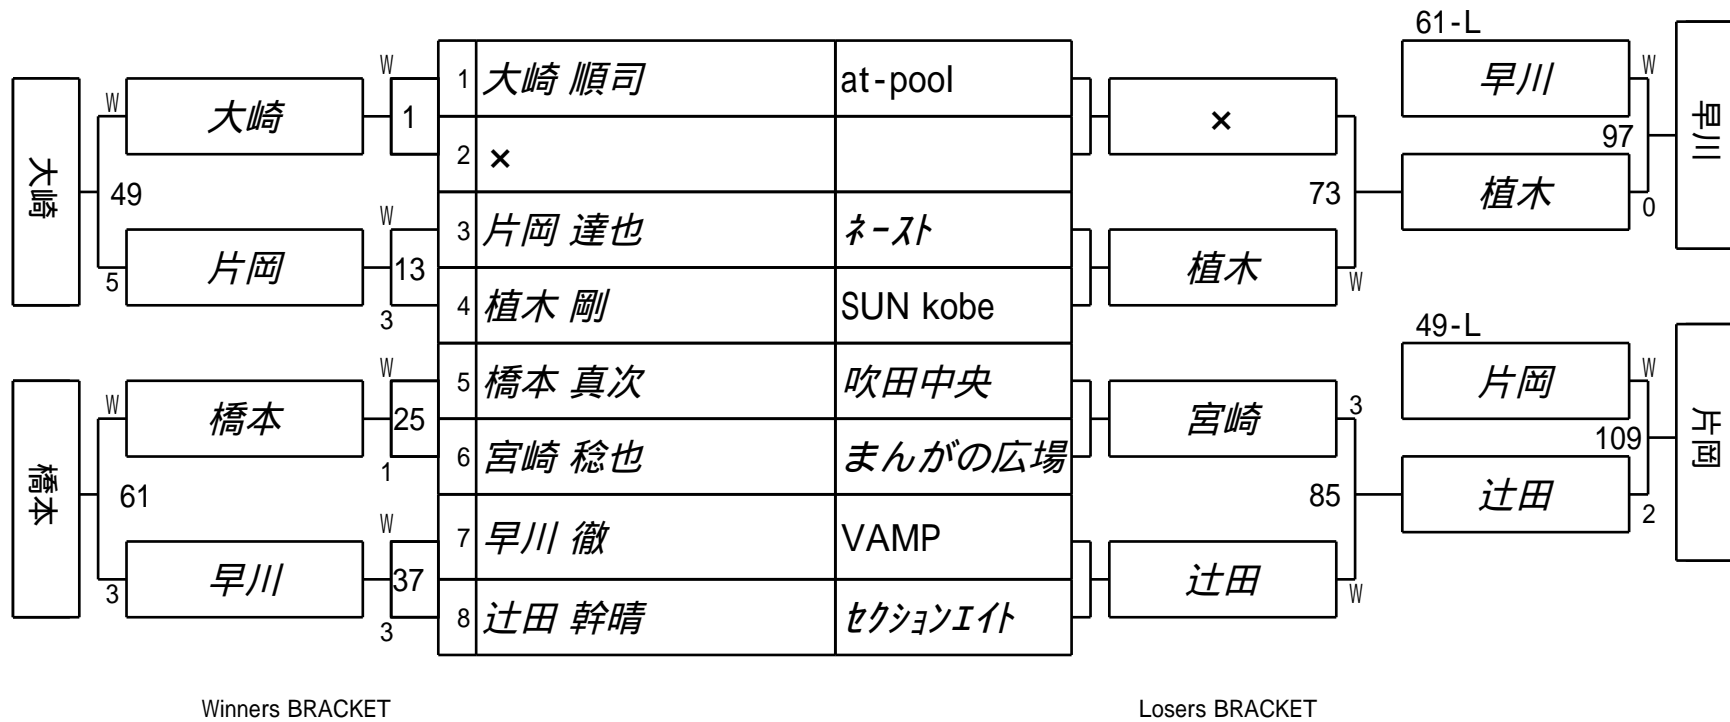 61-L
W
1 大崎 順司 at-pool
× 
早川
W
W
大崎
1
×
早川
97
2 ×
大崎
49
73
植木
0
W
3 片岡 達也 ネースト
片岡
13
植木
5
W
3
4 植木 剛 SUN kobe
49-L
W
5 橋本 真次 吹田中央
片岡
W
W
橋本
25
宮崎
3
片岡
109
1
6 宮崎 稔也 まんがの広場
橋本
61
85
辻田
2
W
7 早川 徹 VAMP
早川
37
辻田
3
W
3
8 辻田 幹晴 セクションエイト
Winners BRACKET
Losers BRACKET